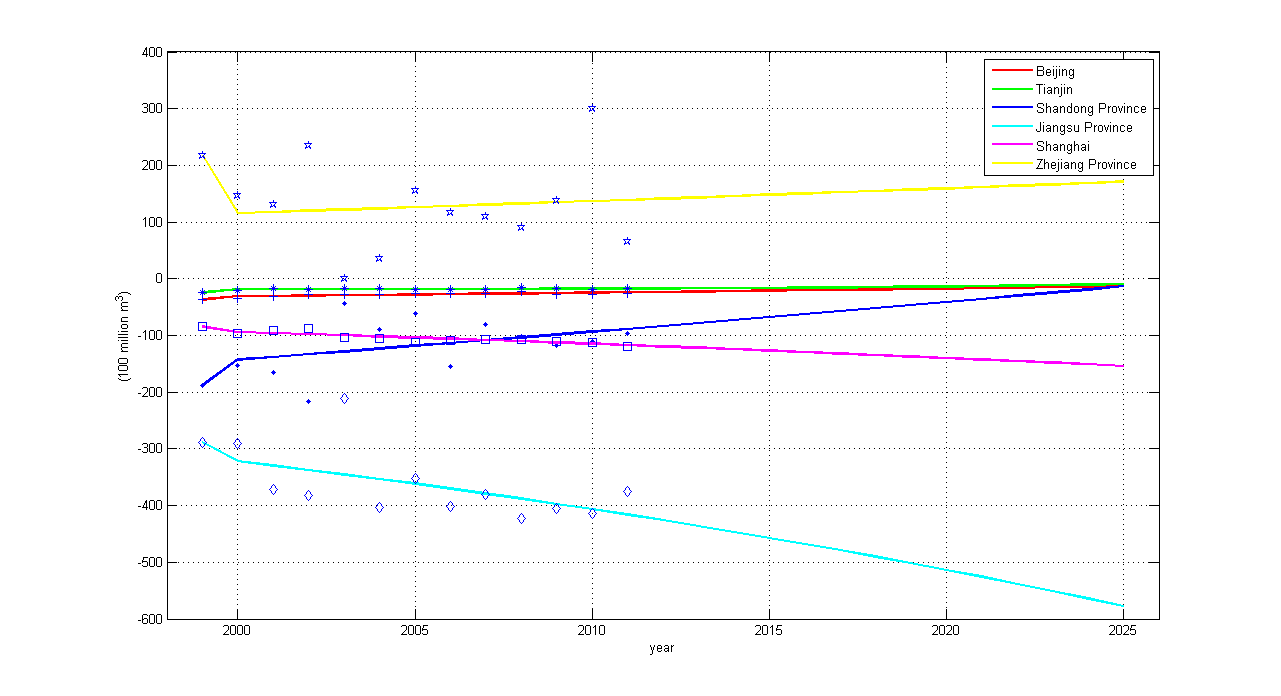 400
300
200
100
0
-100
-200
-300
-400
-500
-600
(100 million m³)
2000 2005 2010 2015 2020 2025
year
Beijing
Tianjin
Shandong Province
Jiangsu Province
Shanghai
Zhejiang Province